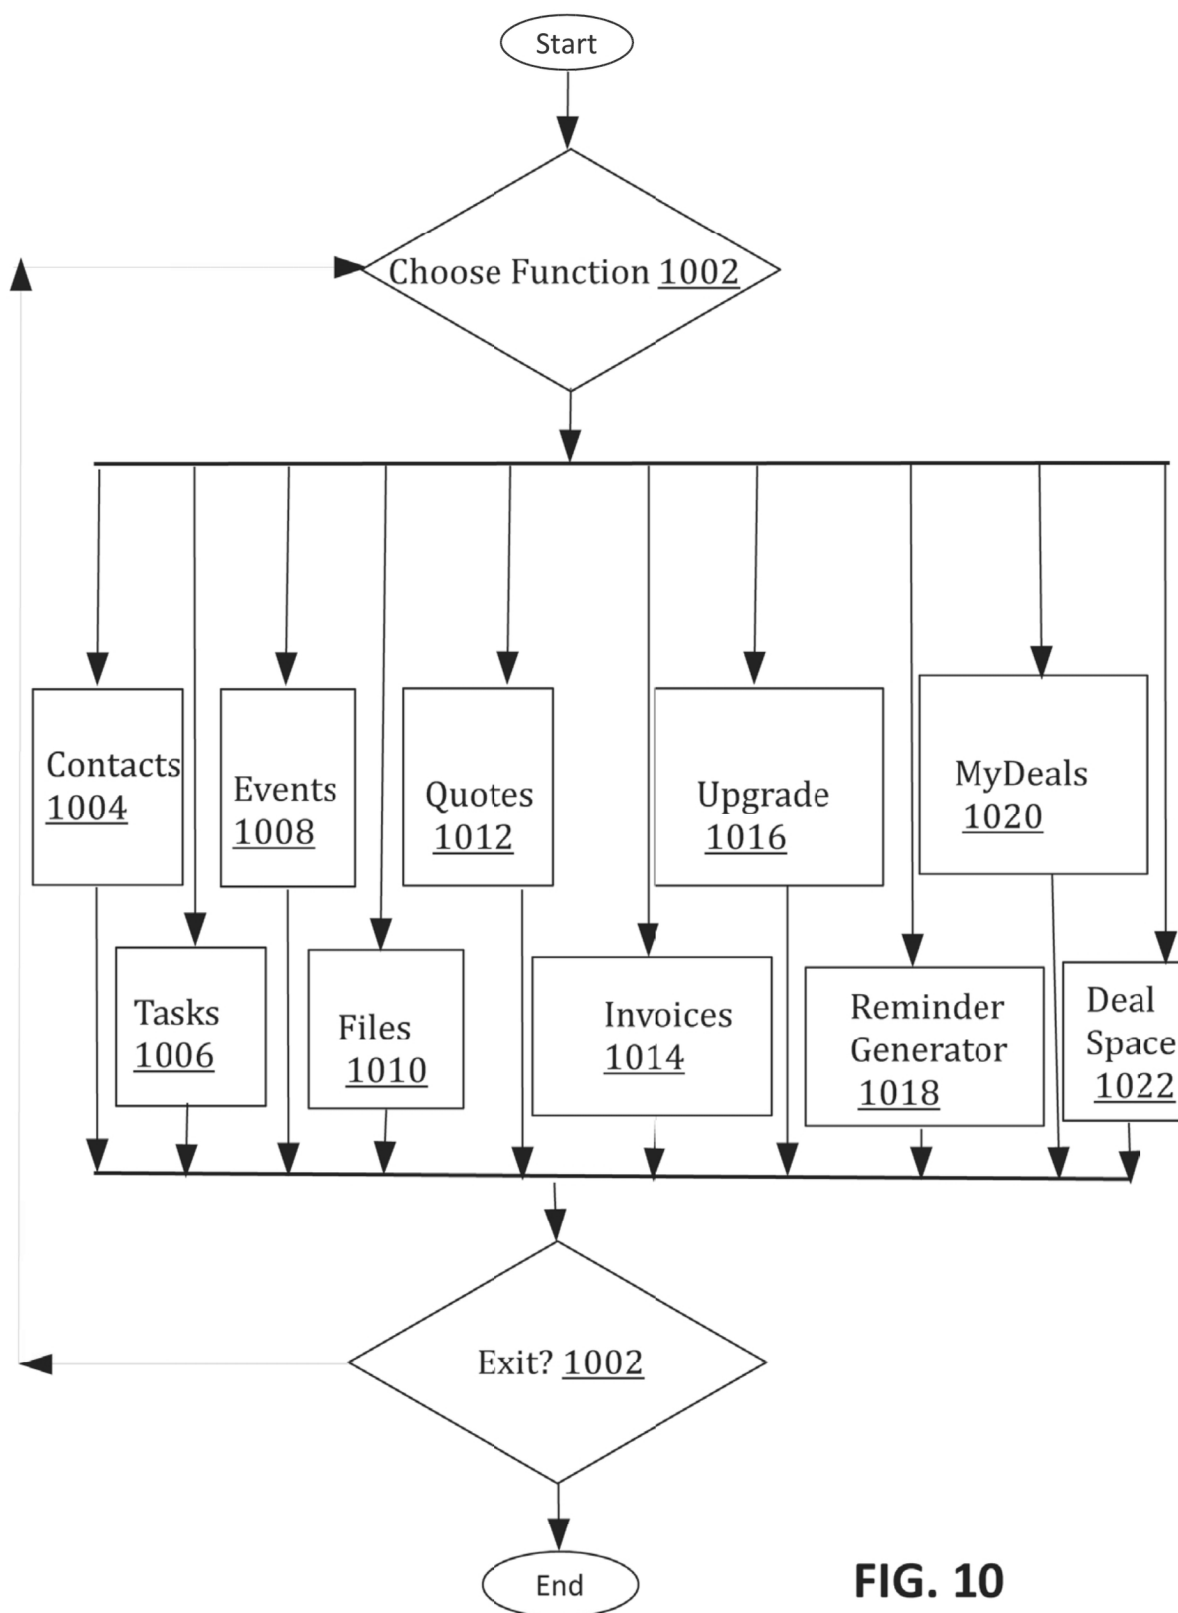 Start
Choose Function 1002
Contacts
1004
Events
1008
Quotes
1012
Upgrade
1016
MyDeals
1020
Tasks
1006
Files
1010
Invoices
1014
Reminder
Generator
1018
Deal
Space
1022
Exit? 1002
End
FIG. 10